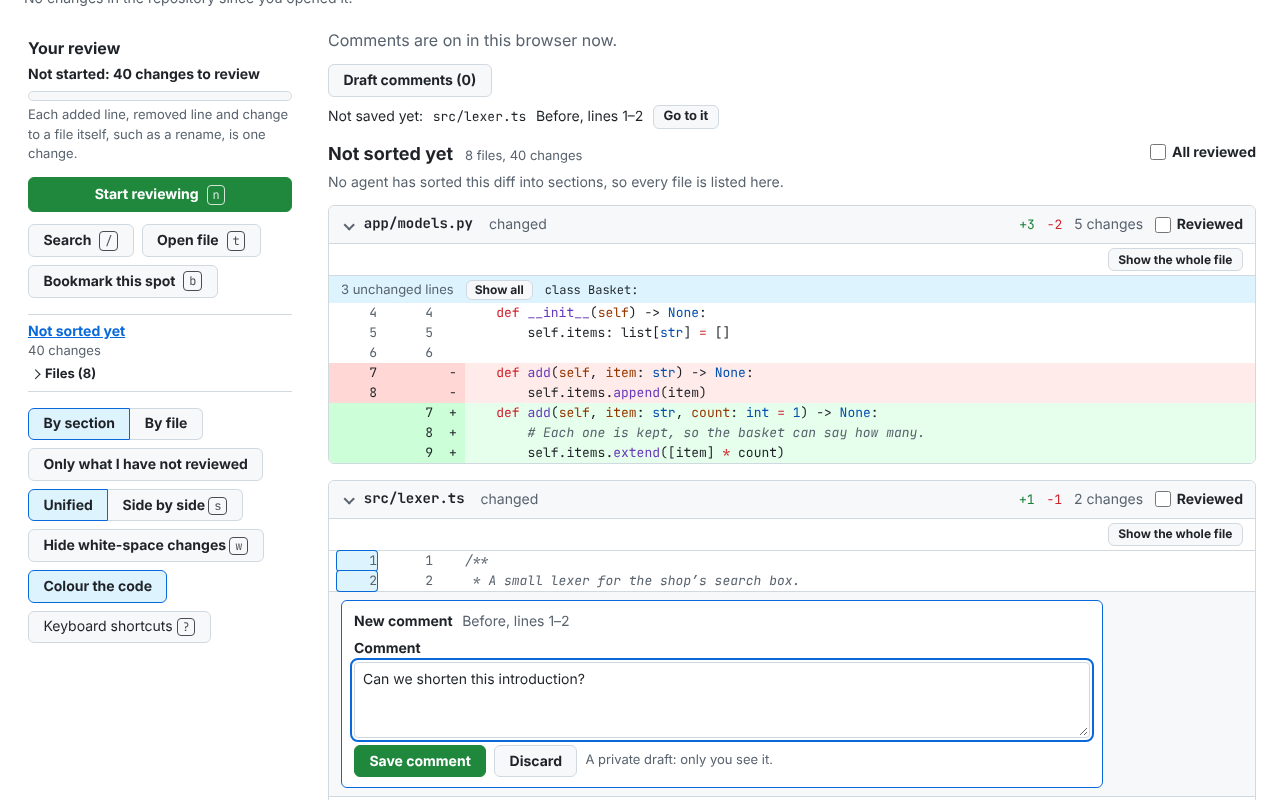 No changes in the repository since you opened it.
Your review
Not started: 40 changes to review
Each added line, removed line and change
to a file itself, such as a rename, is one
change.
Start reviewing n
Search / Open file t
Bookmark this spot b
Not sorted yet
40 changes
Files (8)
By section By file
Only what I have not reviewed
Unified Side by side s
Hide white-space changes w
Colour the code
Keyboard shortcuts ?
Comments are on in this browser now.
Draft comments (0)
Not saved yet: src/lexer.ts Before, lines 1–2 Go to it
Not sorted yet 8 files, 40 changes All reviewed
No agent has sorted this diff into sections, so every file is listed here.
app/models.py changed +3 -2 5 changes Reviewed
Show the whole file
3 unchanged lines Show all class Basket:
4 4 def __init__(self) -> None:
5 5 self.items: list[str] = []
6 6
7 - def add(self, item: str) -> None:
8 - self.items.append(item)
7 + def add(self, item: str, count: int = 1) -> None:
8 + # Each one is kept, so the basket can say how many.
9 + self.items.extend([item] * count)
src/lexer.ts changed +1 -1 2 changes Reviewed
Show the whole file
1 1 /**
2 2 * A small lexer for the shop’s search box.
New comment Before, lines 1–2
Comment
Can we shorten this introduction?
Save comment Discard A private draft: only you see it.